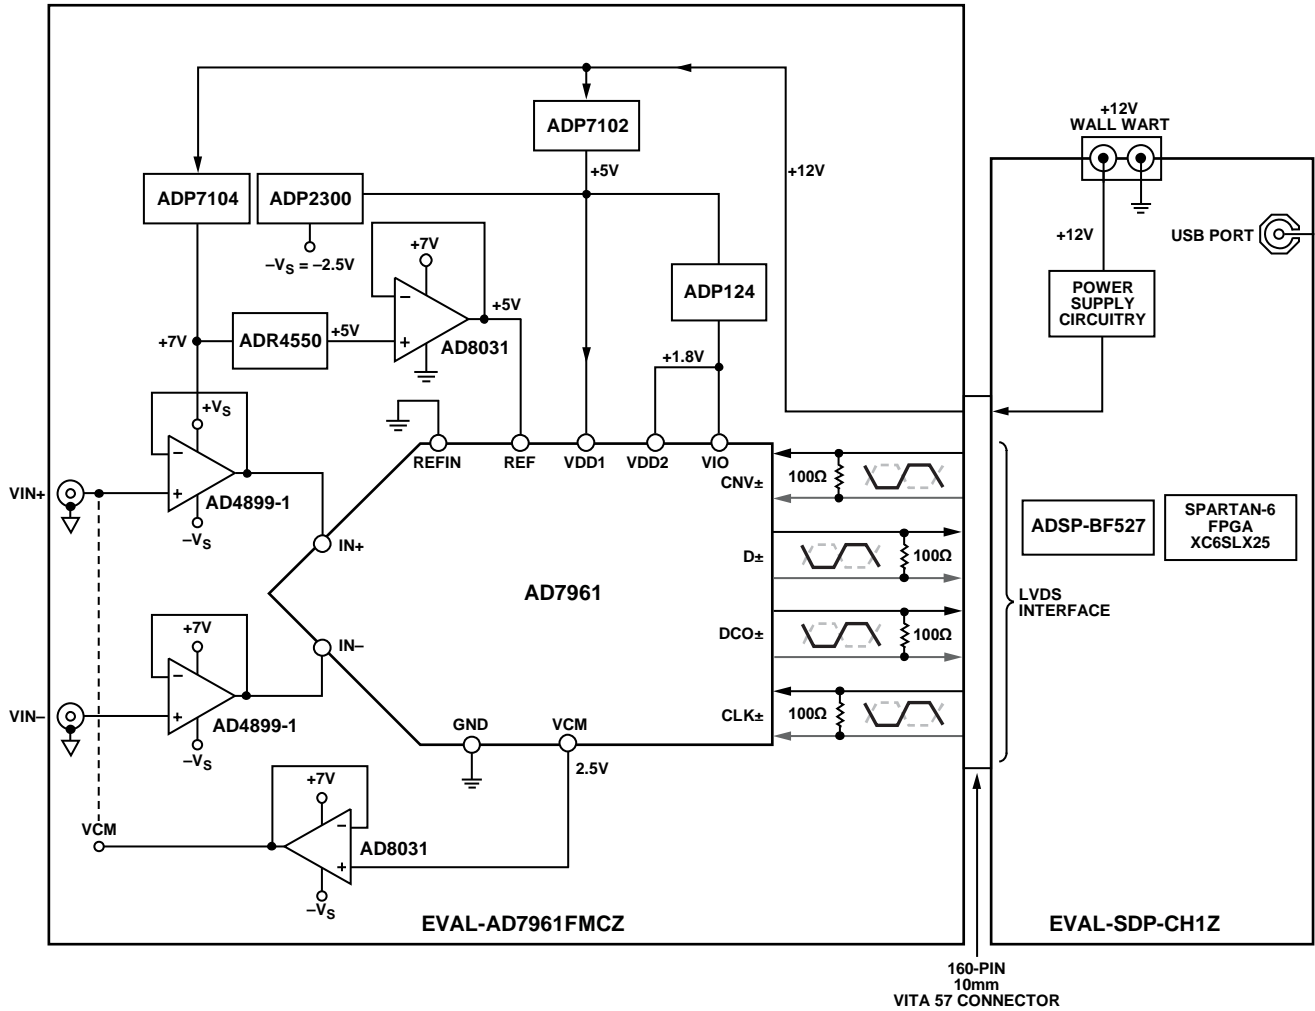 +12V
WALL WART
ADP7102
+5V
+12V
ADP7104
ADP2300
–VS = –2.5V
+7V
+12V
USB PORT
ADP124
POWER
SUPPLY
CIRCUITRY
+5V
+7V
ADR4550
+5V
AD8031
+1.8V
+VS
REFIN
REF
VDD1
VDD2
VIO
VIN+
AD4899-1
–VS
IN+
CNV±
100Ω
ADSP-BF527
SPARTAN-6
FPGA
XC6SLX25
D±
100Ω
AD7961
LVDS
INTERFACE
DCO±
100Ω
+7V
IN–
VIN–
AD4899-1
–VS
CLK±
100Ω
GND
VCM
2.5V
+7V
VCM
AD8031
–VS
EVAL-AD7961FMCZ
EVAL-SDP-CH1Z
160-PIN
10mm
VITA 57 CONNECTOR